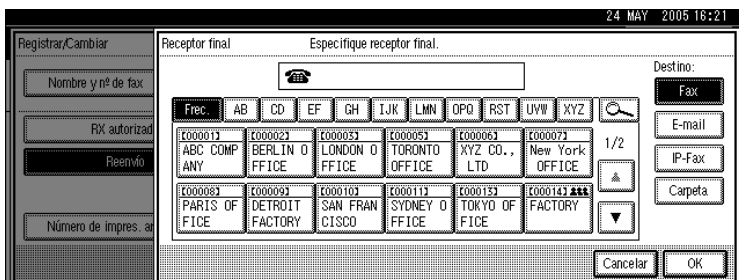 24 MAY 2005 16:21
Registrar/Cambiar
Receptor final Especifique receptor final.
Destino:
Nombre y nº de fax
Fax
Frec. AB CD EF GH IJK LMN OPQ RST UVW XYZ
E-mail
RX autorizad
[00001] [00002] [00003] [00005] [00006] [00007]
ABC COMP BERLIN O LONDON O TORONTO XYZ CO., New York
ANY FFICE FFICE OFFICE LTD OFFICE
1/2
Reenvío
IP-Fax
[00008] [00009] [00010] [00011] [00013] [00014]
PARIS OF DETROIT SAN FRAN SYDNEY O TOKYO OF FACTORY
FICE FACTORY CISCO FFICE FICE
Carpeta
Número de impres. ar
Cancelar OK